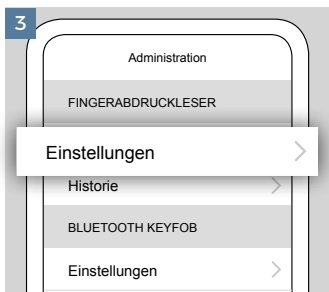 3
Administration
FINGERABDRUCKLESER
Einstellungen
Historie
BLUETOOTH KEYFOB
Einstellungen